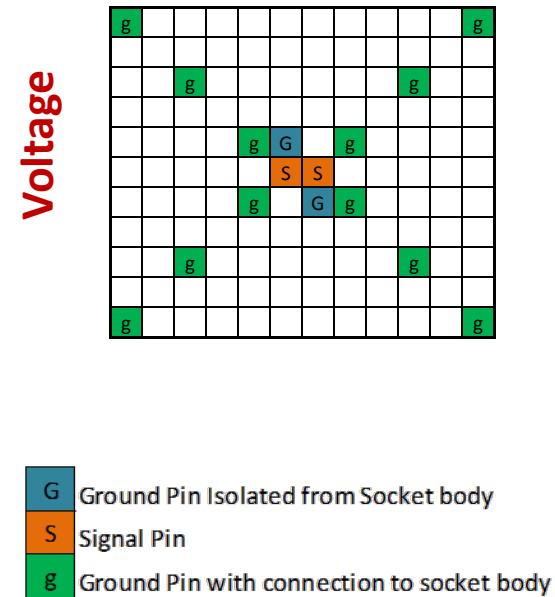 g g
g g
Voltage
g G g
S S
g G g
g g
g g
G Ground Pin Isolated from Socket body
S Signal Pin
g Ground Pin with connection to socket body